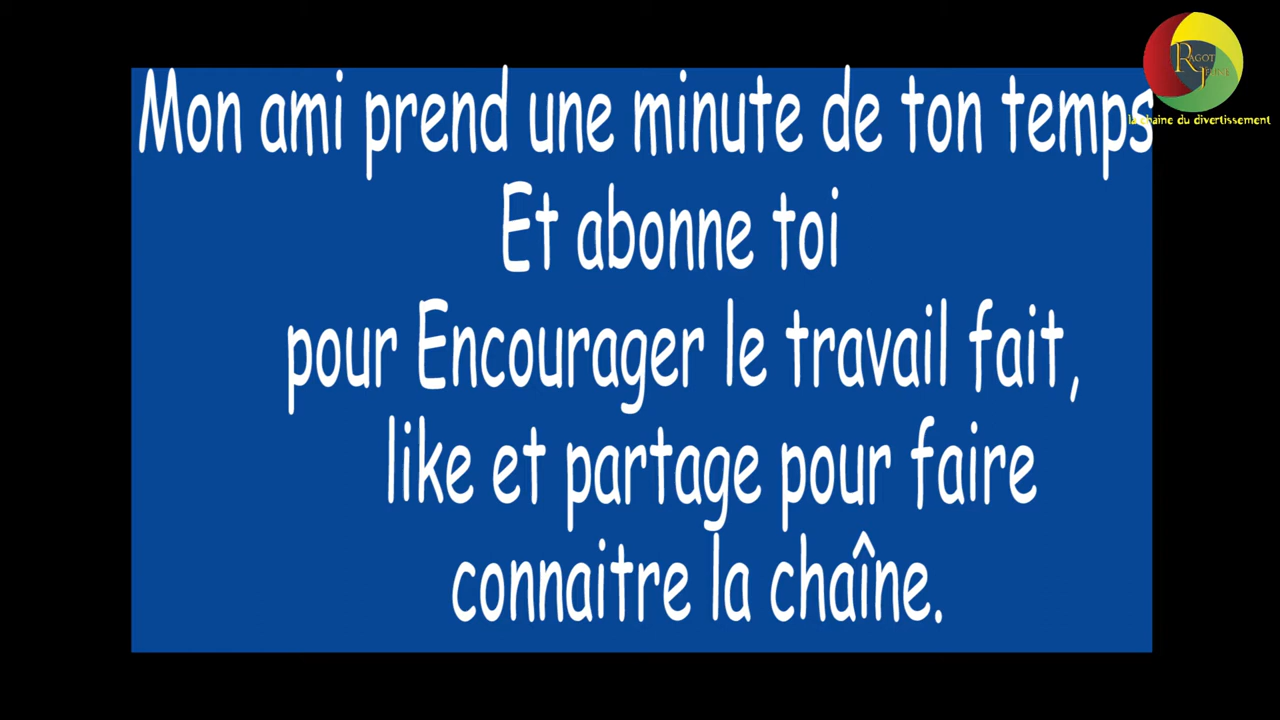 Mon ami prend une minute de ton temps
Et abonne toi
pour Encourager le travail fait,
like et partage pour faire
connaitre la chaîne.
RAGOT
la chaine du divertissement